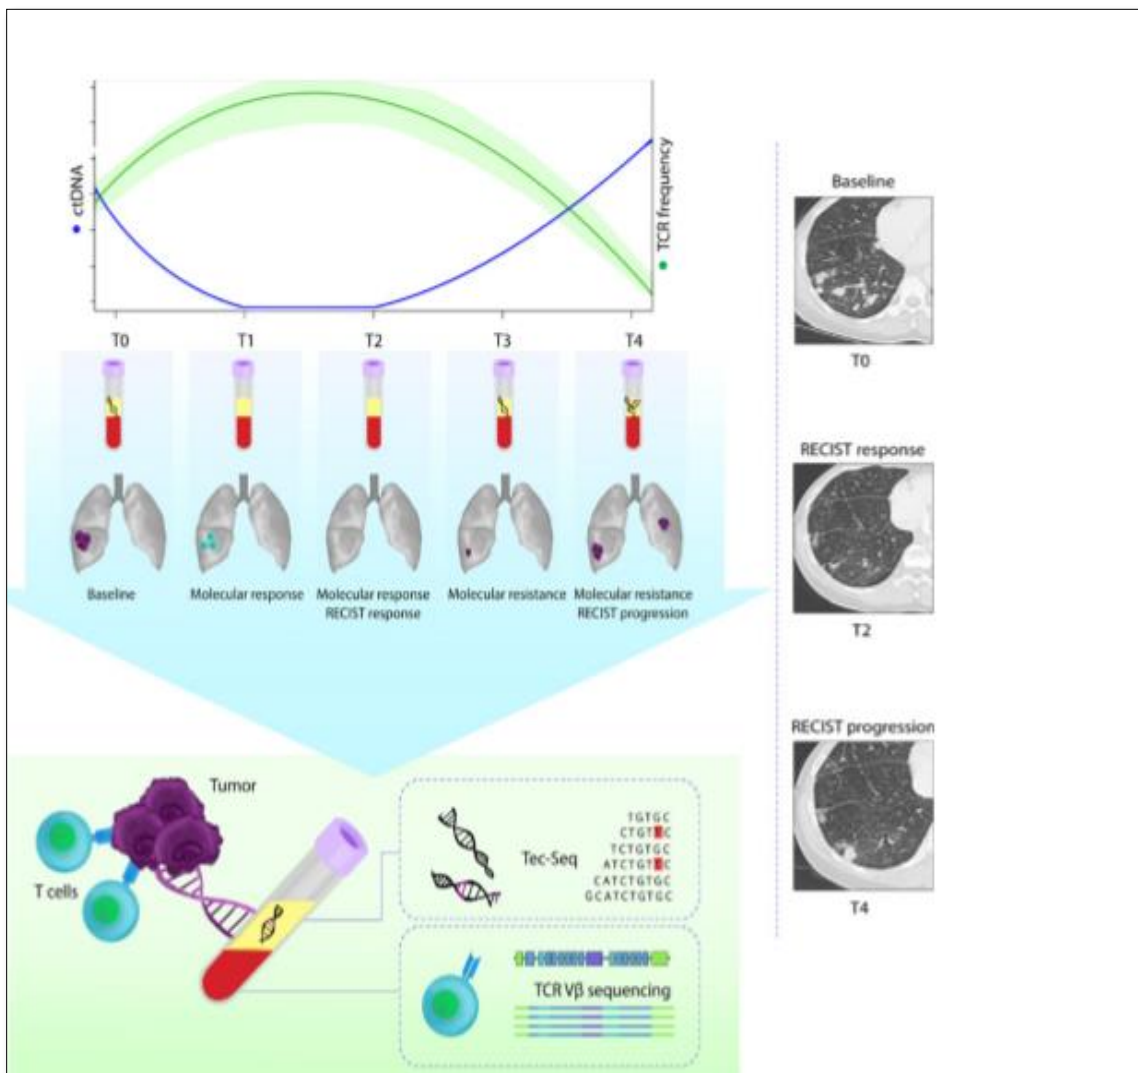 ctDNA
TCR frequency
T0 T1 T2 T3 T4
Baseline
Molecular response
Molecular response
RECIST response
Molecular resistance
Molecular resistance
RECIST progression
Baseline
T0
RECIST response
T2
RECIST progression
T4
Tumor
T cells
Tec-Seq
TGTGC
CTGTTC
TCTGTGC
ATCTGTTC
CATCTGTGC
GCATCTGTGC
TCR Vβ sequencing